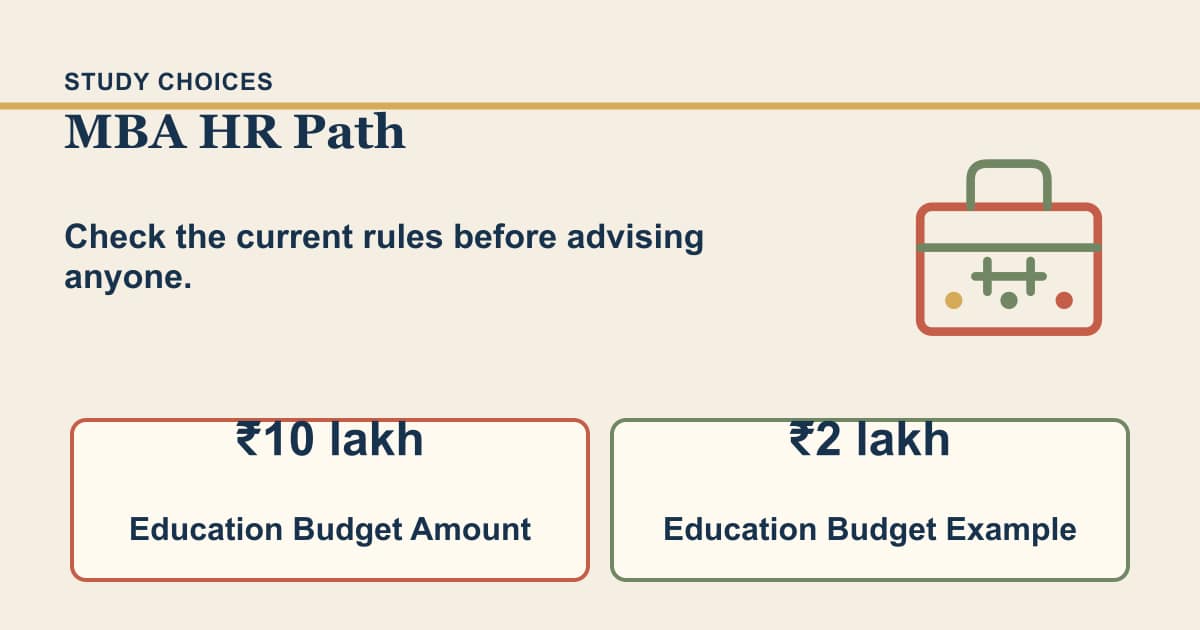 STUDY CHOICES
MBA HR Path
Check the current rules before advising
anyone.
₹10 lakh
Education Budget Amount
₹2 lakh
Education Budget Example